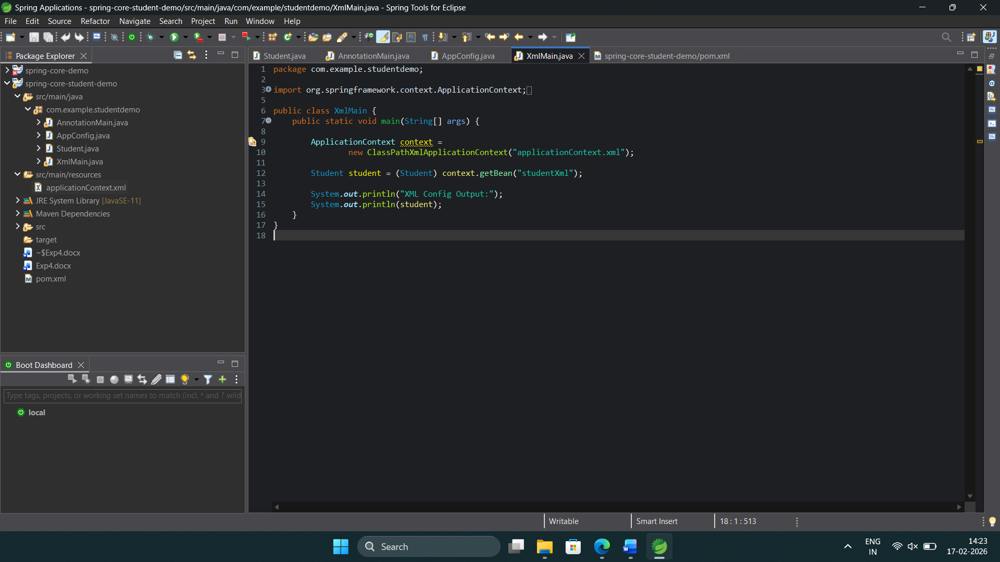 Spring Applications - spring-core-student-demo/src/main/java/com/example/studentdemo/XmlMain.java - Spring Tools for Eclipse
File Edit Source Refactor Navigate Search Project Run Window Help
Package Explorer
spring-core-demo
spring-core-student-demo
src/main/java
com.example.studentdemo
AnnotationMain.java
AppConfig.java
Student.java
XmlMain.java
src/main/resources
applicationContext.xml
JRE System Library [JavaSE-11]
Maven Dependencies
src
target
~$Exp4.docx
Exp4.docx
pom.xml
Boot Dashboard
Type tags, projects, or working set names to match (incl. * and ? wild
local
Student.java AnnotationMain.java AppConfig.java XmlMain.java spring-core-student-demo/pom.xml
1 package com.example.studentdemo;
2
3 import org.springframework.context.ApplicationContext;
5
6 public class XmlMain {
7 public static void main(String[] args) {
8
9 ApplicationContext context =
10 new ClassPathXmlApplicationContext("applicationContext.xml");
11
12 Student student = (Student) context.getBean("studentXml");
13
14 System.out.println("XML Config Output:");
15 System.out.println(student);
16 }
17 }
18
Writable Smart Insert 18 : 1 : 513
Search
ENG
IN
14:23
17-02-2026